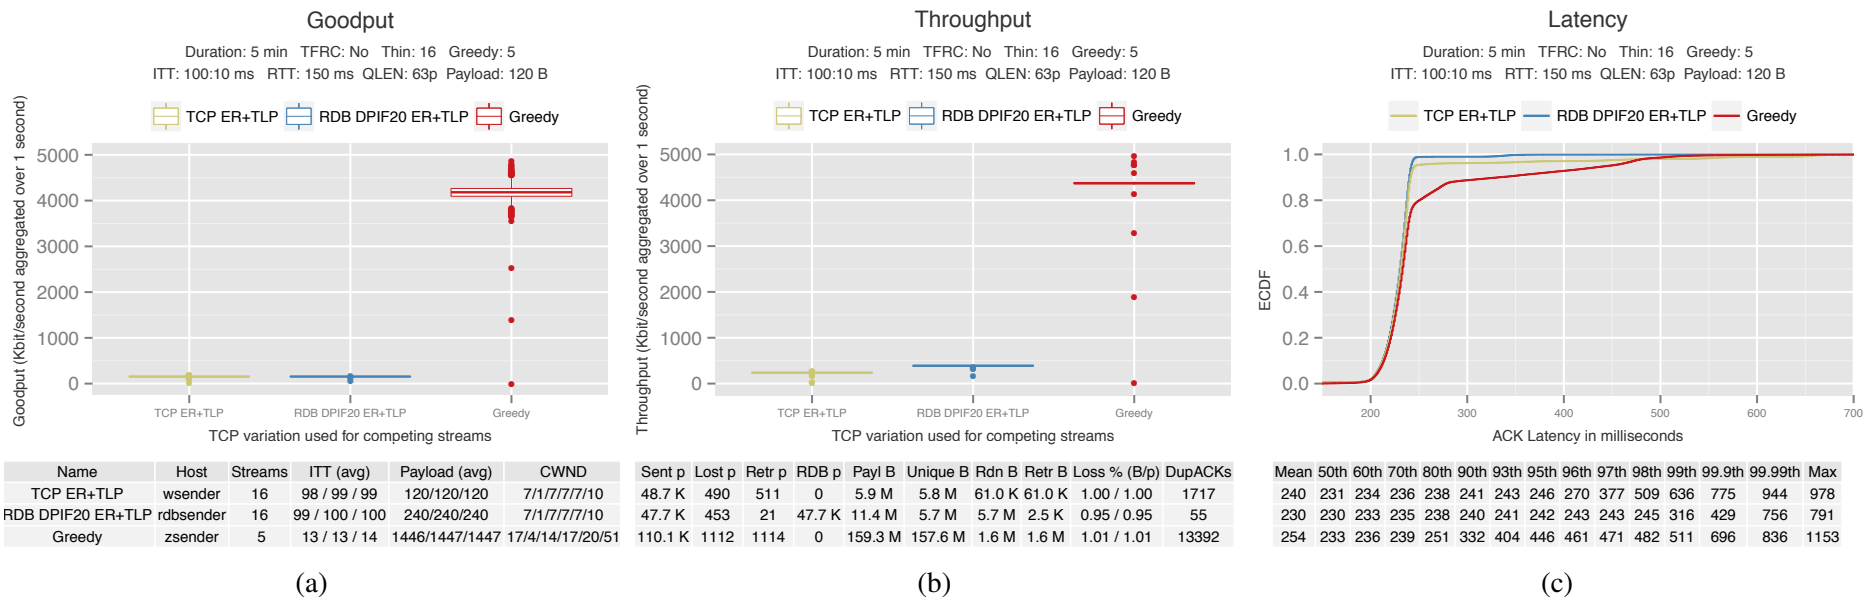 Goodput
Duration: 5 min TFRC: No Thin: 16 Greedy: 5
ITT: 100:10 ms RTT: 150 ms QLEN: 63p Payload: 120 B
TCP ER+TLP RDB DPIF20 ER+TLP Greedy
Goodput (Kbit/second aggregated over 1 second)
5000
4000
3000
2000
1000
0
TCP ER+TLP RDB DPIF20 ER+TLP Greedy
TCP variation used for competing streams
Name Host Streams ITT (avg) Payload (avg) CWND
TCP ER+TLP wsender 16 98 / 99 / 99 120/120/120 7/1/7/7/7/10
RDB DPIF20 ER+TLP rdbsender 16 99 / 100 / 100 240/240/240 7/1/7/7/7/10
Greedy zsender 5 13 / 13 / 14 1446/1447/1447 17/4/14/17/20/51
(a)
Throughput
Duration: 5 min TFRC: No Thin: 16 Greedy: 5
ITT: 100:10 ms RTT: 150 ms QLEN: 63p Payload: 120 B
TCP ER+TLP RDB DPIF20 ER+TLP Greedy
Throughput (Kbit/second aggregated over 1 second)
5000
4000
3000
2000
1000
0
TCP ER+TLP RDB DPIF20 ER+TLP Greedy
TCP variation used for competing streams
Sent p Lost p Retr p RDB p Payl B Unique B Rdn B Retr B Loss % (B/p) DupACKs
48.7 K 490 511 0 5.9 M 5.8 M 61.0 K 61.0 K 1.00 / 1.00 1717
47.7 K 453 21 47.7 K 11.4 M 5.7 M 5.7 M 2.5 K 0.95 / 0.95 55
110.1 K 1112 1114 0 159.3 M 157.6 M 1.6 M 1.6 M 1.01 / 1.01 13392
(b)
Latency
Duration: 5 min TFRC: No Thin: 16 Greedy: 5
ITT: 100:10 ms RTT: 150 ms QLEN: 63p Payload: 120 B
TCP ER+TLP RDB DPIF20 ER+TLP Greedy
ECDF
1.0
0.8
0.6
0.4
0.2
0.0
200 300 400 500 600 700
ACK Latency in milliseconds
Mean 50th 60th 70th 80th 90th 93th 95th 96th 97th 98th 99th 99.9th 99.99th Max
240 231 234 236 238 241 243 246 270 377 509 636 775 944 978
230 230 233 235 238 240 241 242 243 243 245 316 429 756 791
254 233 236 239 251 332 404 446 461 471 482 511 696 836 1153
(c)